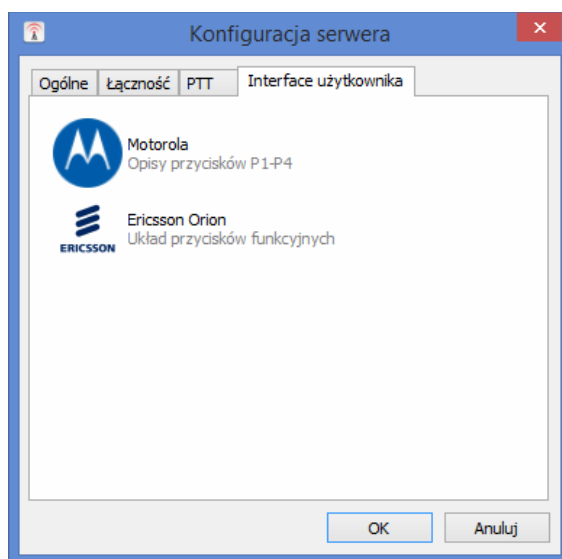 Konfiguracja serwera
Ogólne Łączność PTT Interface użytkownika
Motorola
Opisy przycisków P1-P4
Ericsson Orion
Układ przycisków funkcyjnych
ERICSSON
OK Anuluj